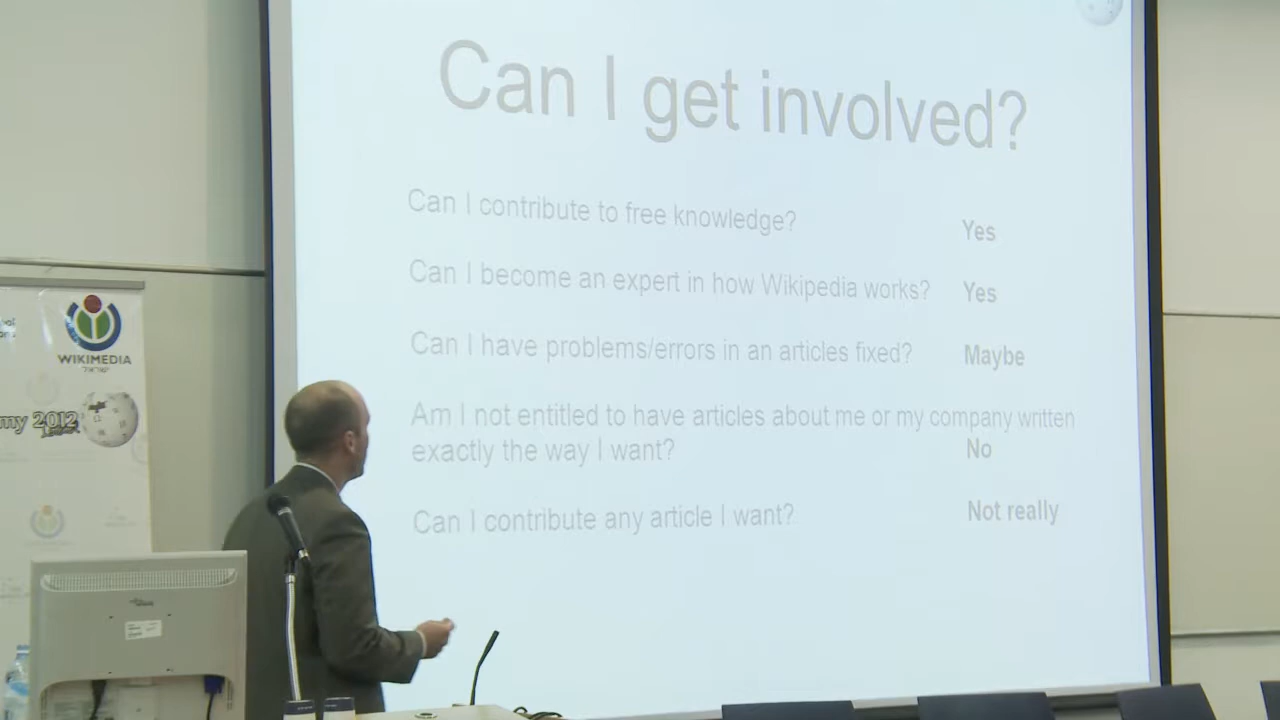 Can I get involved?
Can I contribute to free knowledge? Yes
Can I become an expert in how Wikipedia works? Yes
Can I have problems/errors in an articles fixed? Maybe
Am I not entitled to have articles about me or my company written
exactly the way I want? No
Can I contribute any article I want? Not really
WIKIMEDIA
my 2012